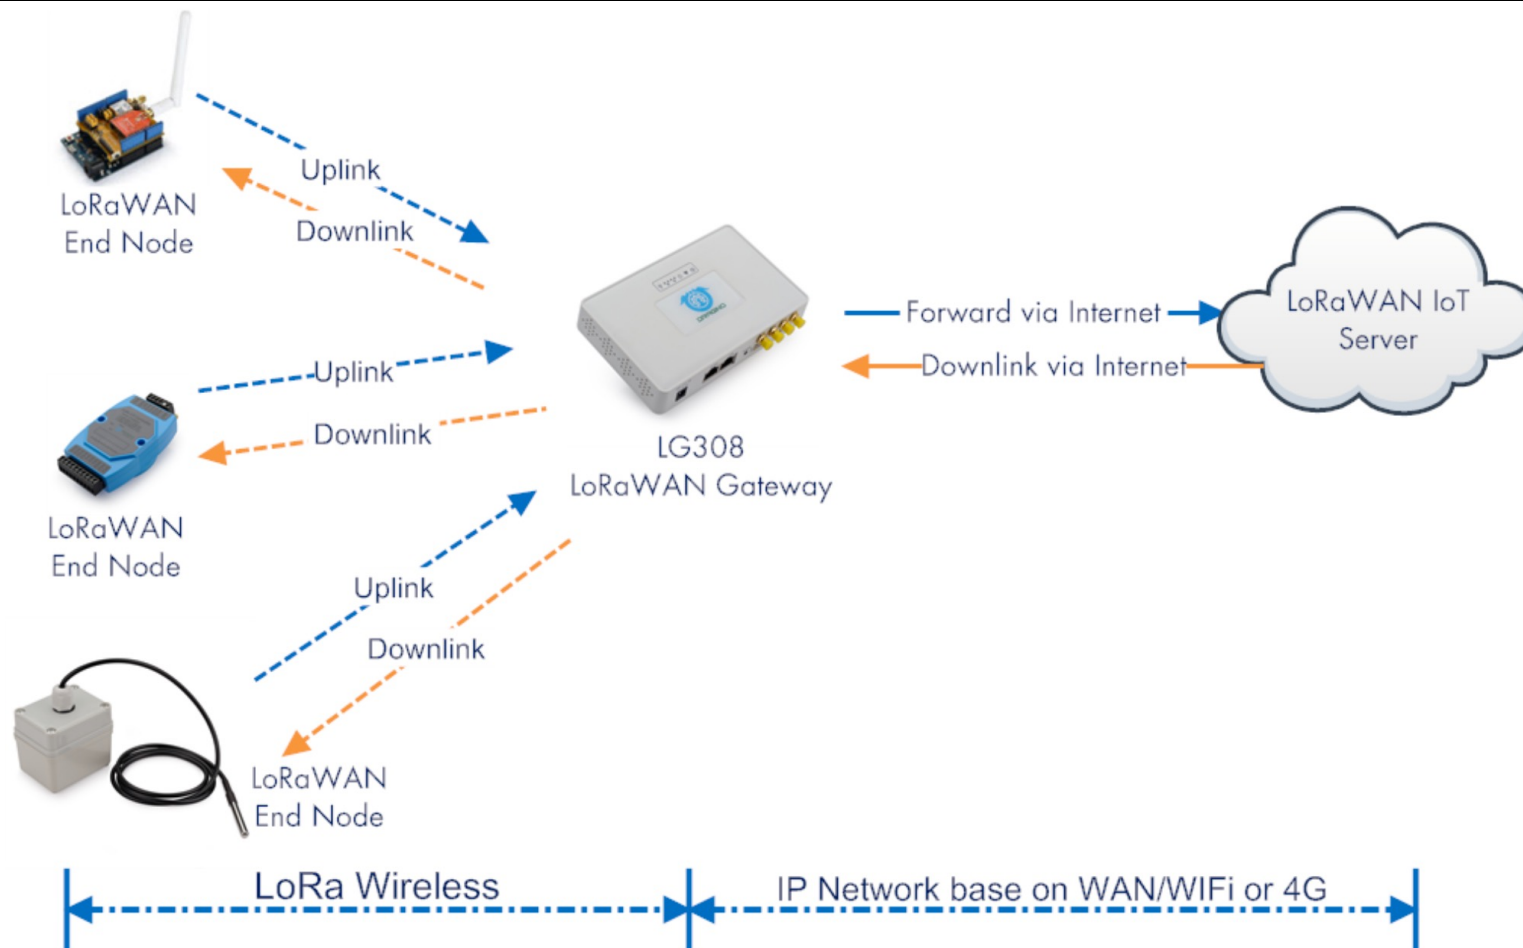 Uplink
LoRaWAN
End Node
Downlink
Forward via Internet
LoRaWAN IoT
Server
Uplink
Downlink via Internet
Downlink
LG308
LoRaWAN Gateway
LoRaWAN
End Node
Uplink
Downlink
LoRaWAN
End Node
LoRa Wireless
IP Network base on WAN/WIFi or 4G